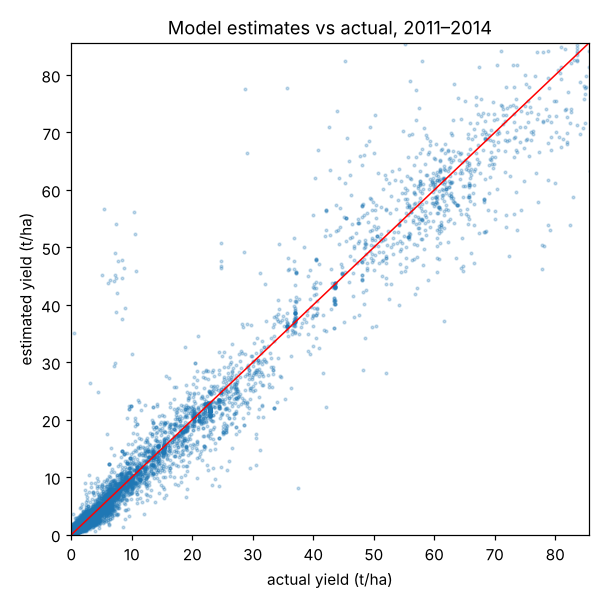 Model estimates vs actual, 2011–2014
estimated yield (t/ha)
80
70
60
50
40
30
20
10
0
0 10 20 30 40 50 60 70 80
actual yield (t/ha)